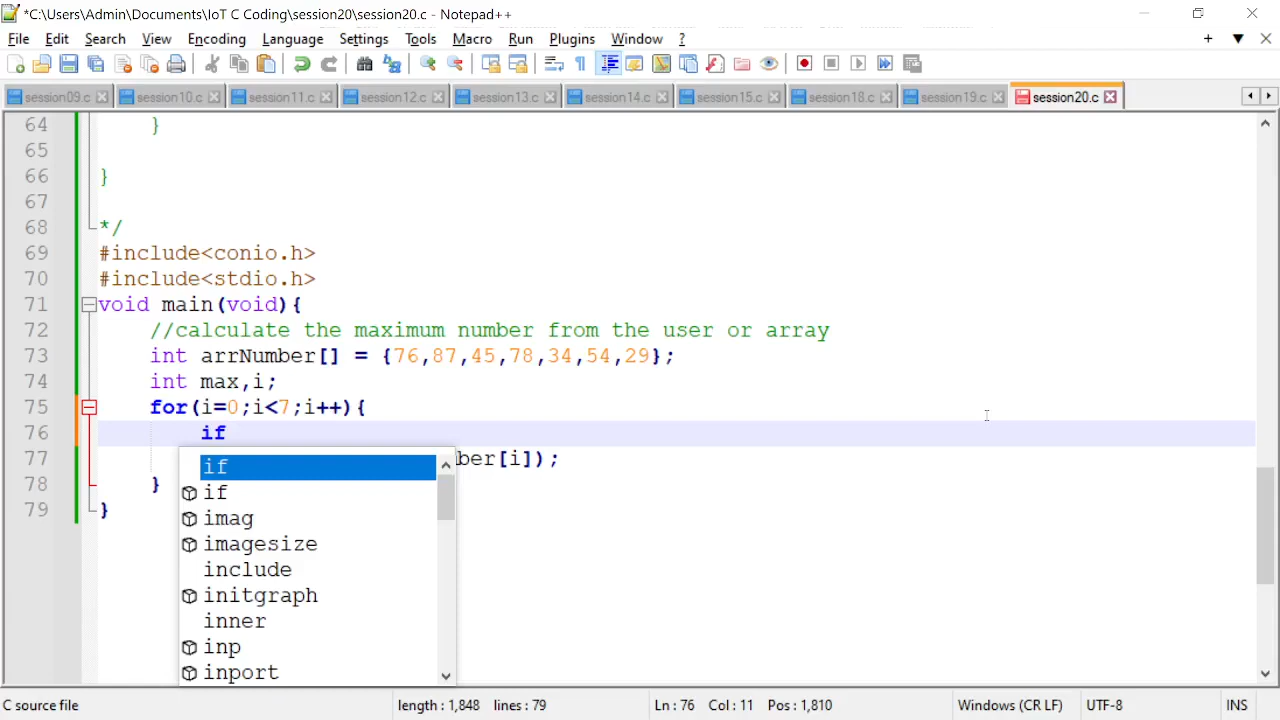 *C:\Users\Admin\Documents\IoT C Coding\session20\session20.c - Notepad++
File Edit Search View Encoding Language Settings Tools Macro Run Plugins Window ?
session09.c session10.c session11.c session12.c session13.c session14.c session15.c session18.c session19.c session20.c
64 }
65
66 }
67
68 */
69 #include<conio.h>
70 #include<stdio.h>
71 void main(void){
72 //calculate the maximum number from the user or array
73 int arrNumber[] = {76,87,45,78,34,54,29};
74 int max,i;
75 for(i=0;i<7;i++){
76 if
77 ber[i]);
78 }
79 }
if
if
imag
imagesize
include
initgraph
inner
inp
inport
C source file length : 1,848 lines : 79 Ln : 76 Col : 11 Pos : 1,810 Windows (CR LF) UTF-8 INS